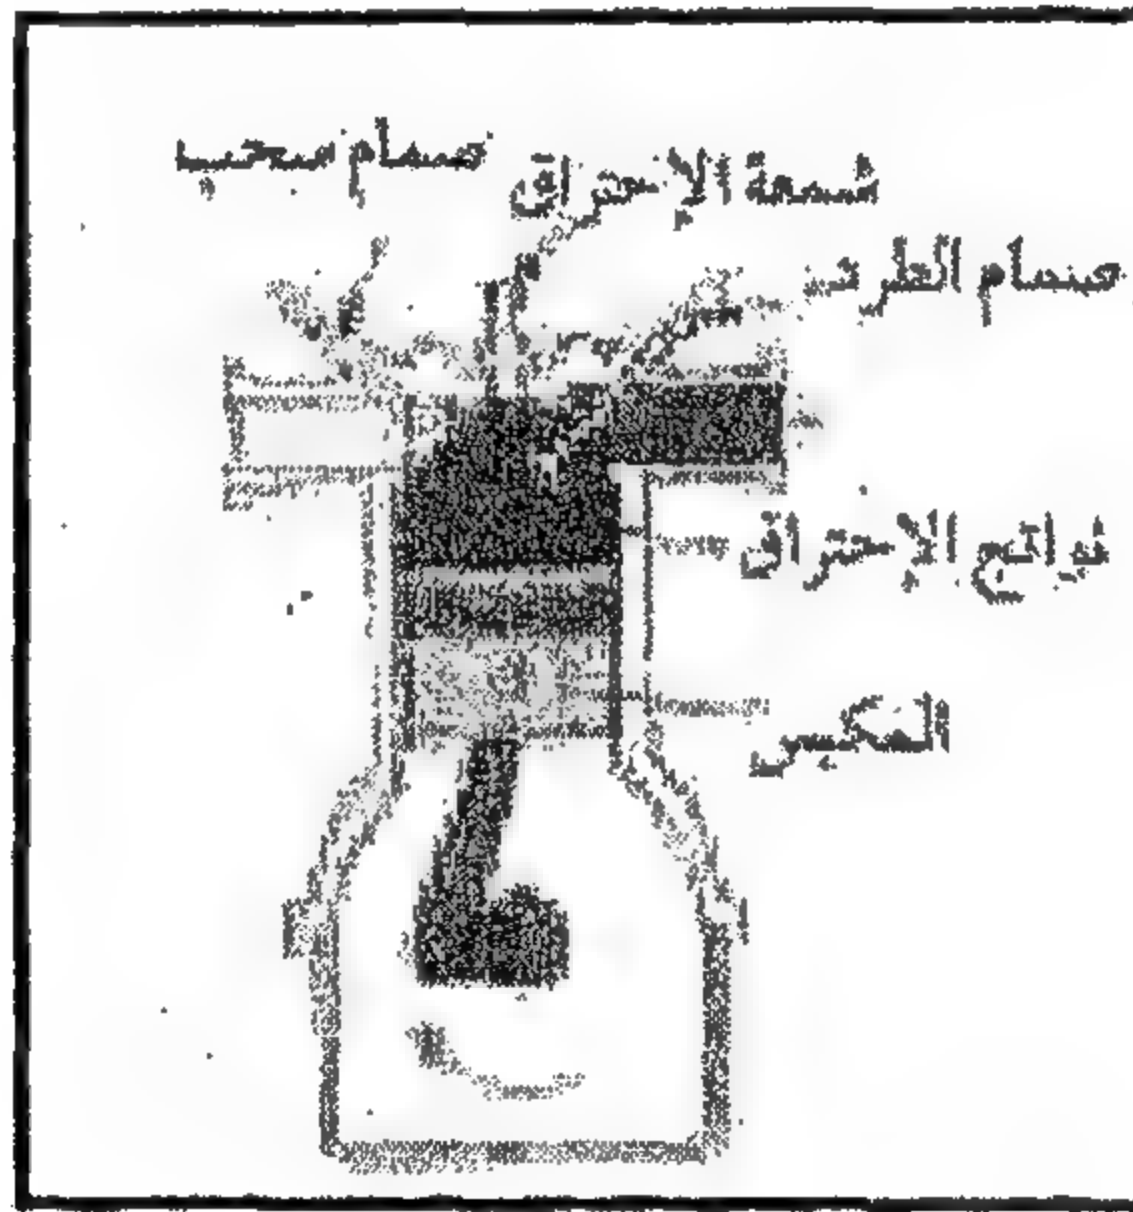 صمام سحب
شمعة الإحتراق
صمام الطرد
نواتج الإحتراق
المكبس